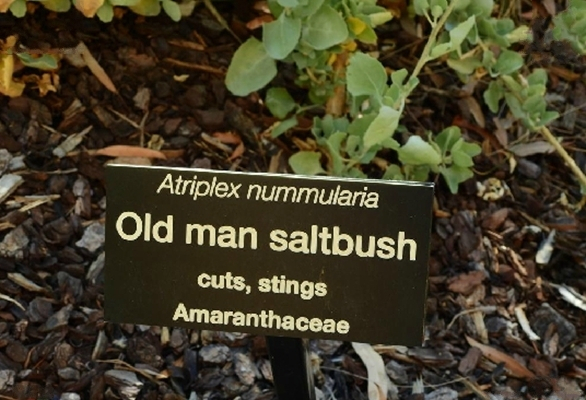 Atriplex nummularia
Old man saltbush
cuts, stings
Amaranthaceae